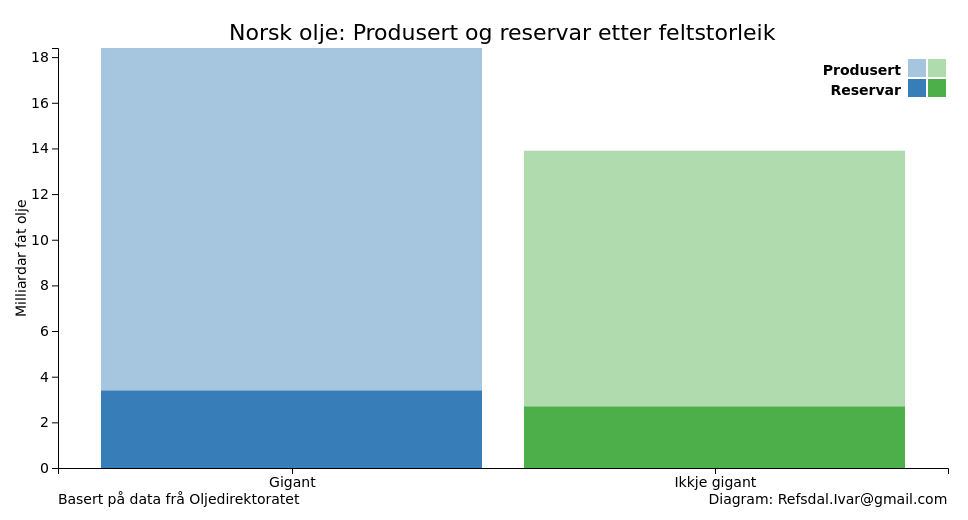 Norsk olje: Produsert og reservar etter feltstorleik
Produsert
Reservar
Milliardar fat olje
18
16
14
12
10
8
6
4
2
0
Gigant
Ikkje gigant
Basert på data frå Oljedirektoratet
Diagram: Refsdal.Ivar@gmail.com